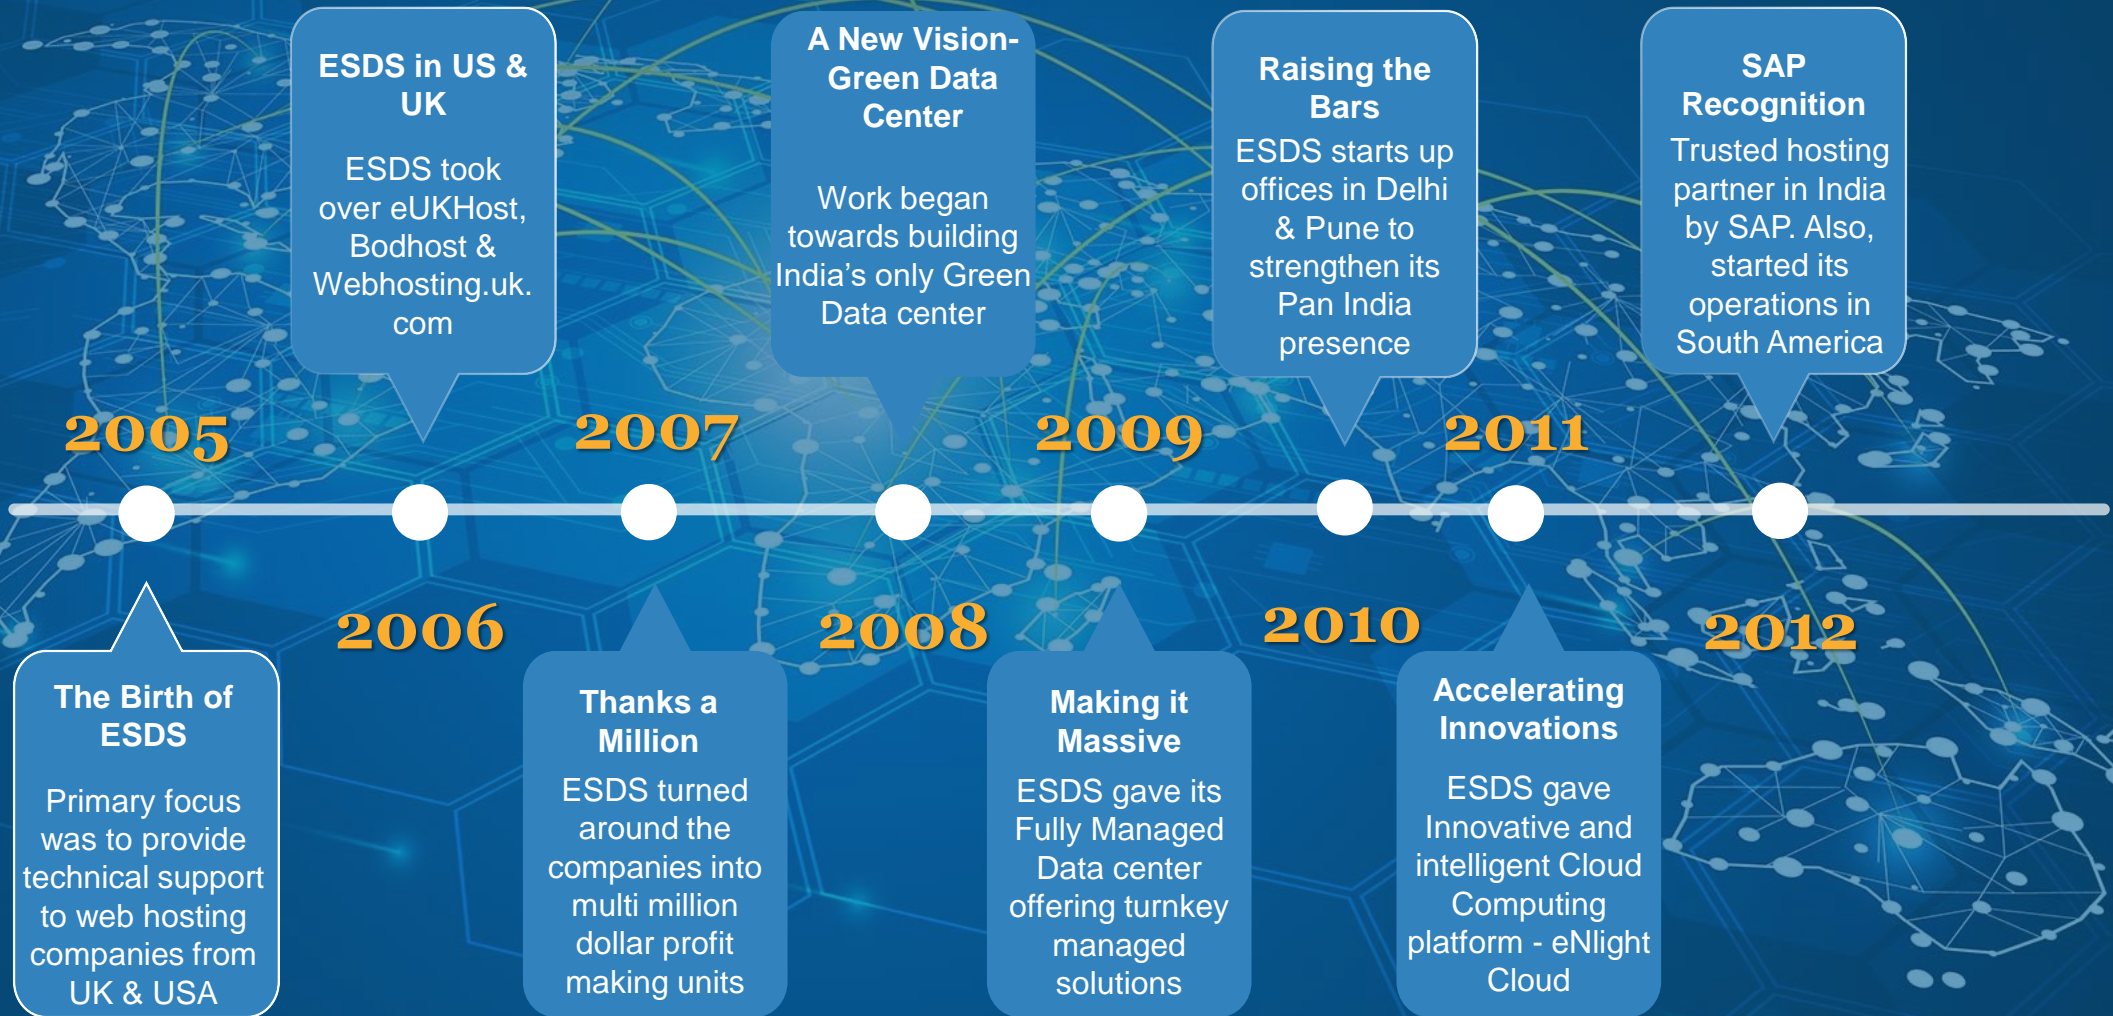 ESDS in US &
UK
ESDS took
over eUKHost,
Bodhost &
Webhosting.uk.
com
A New Vision-
Green Data
Center
Work began
towards building
India’s only Green
Data center
Raising the
Bars
ESDS starts up
offices in Delhi
& Pune to
strengthen its
Pan India
presence
SAP
Recognition
Trusted hosting
partner in India
by SAP. Also,
started its
operations in
South America
2005
2007
2009
2011
2006
2008
2010
2012
The Birth of
ESDS
Primary focus
was to provide
technical support
to web hosting
companies from
UK & USA
Thanks a
Million
ESDS turned
around the
companies into
multi million
dollar profit
making units
Making it
Massive
ESDS gave its
Fully Managed
Data center
offering turnkey
managed
solutions
Accelerating
Innovations
ESDS gave
Innovative and
intelligent Cloud
Computing
platform - eNlight
Cloud